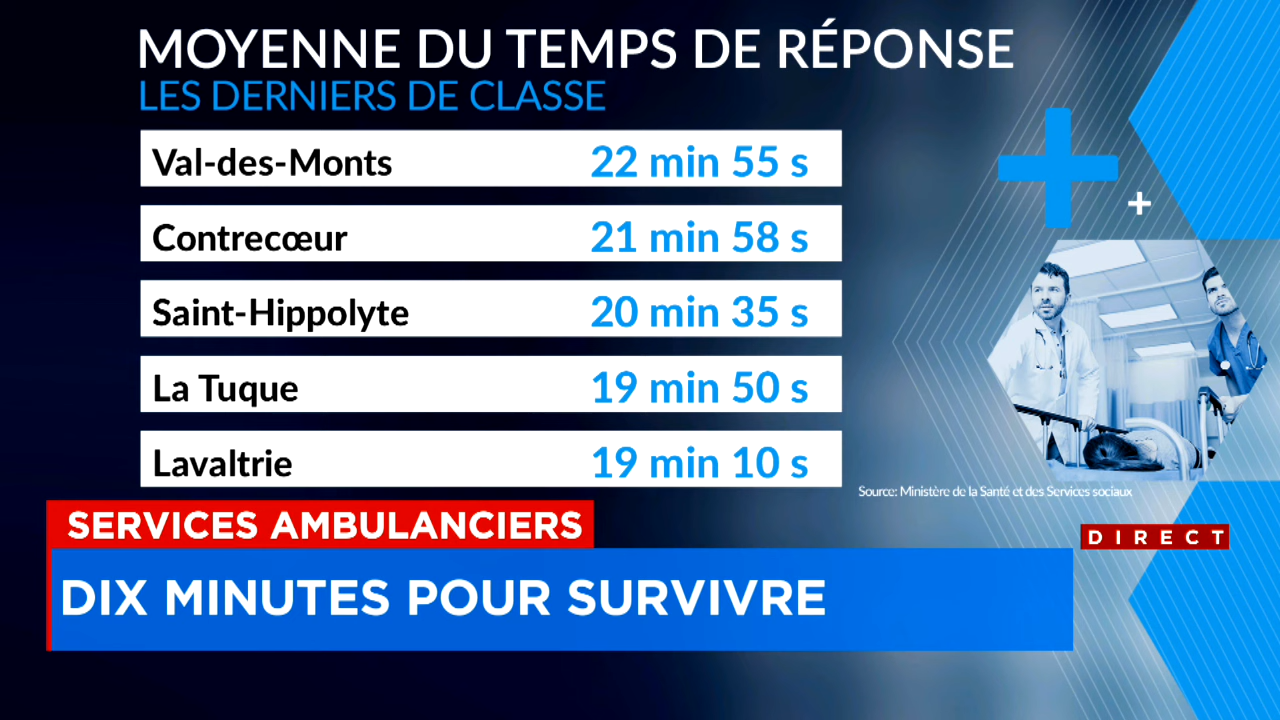 MOYENNE DU TEMPS DE RÉPONSE
LES DERNIERS DE CLASSE
Val-des-Monts 22 min 55 s
Contrecœur 21 min 58 s
Saint-Hippolyte 20 min 35 s
La Tuque 19 min 50 s
Lavaltrie 19 min 10 s
Source: Ministère de la Santé et des Services sociaux
SERVICES AMBULANCIERS
DIRECT
DIX MINUTES POUR SURVIVRE